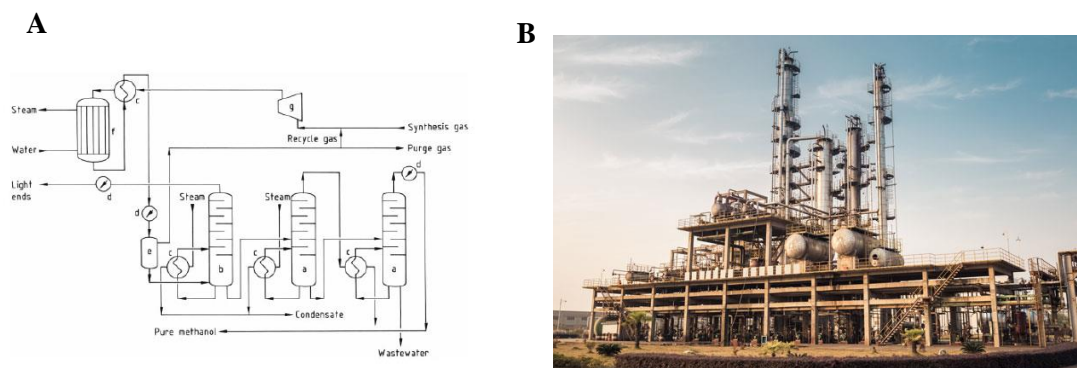 A
B
c
g
Steam
f
Synthesis gas
Recycle gas
Water
Purge gas
d
Light
ends
d
Steam
Steam
d
e
c
c
c
b
a
a
Condensate
Pure methanol
Wastewater